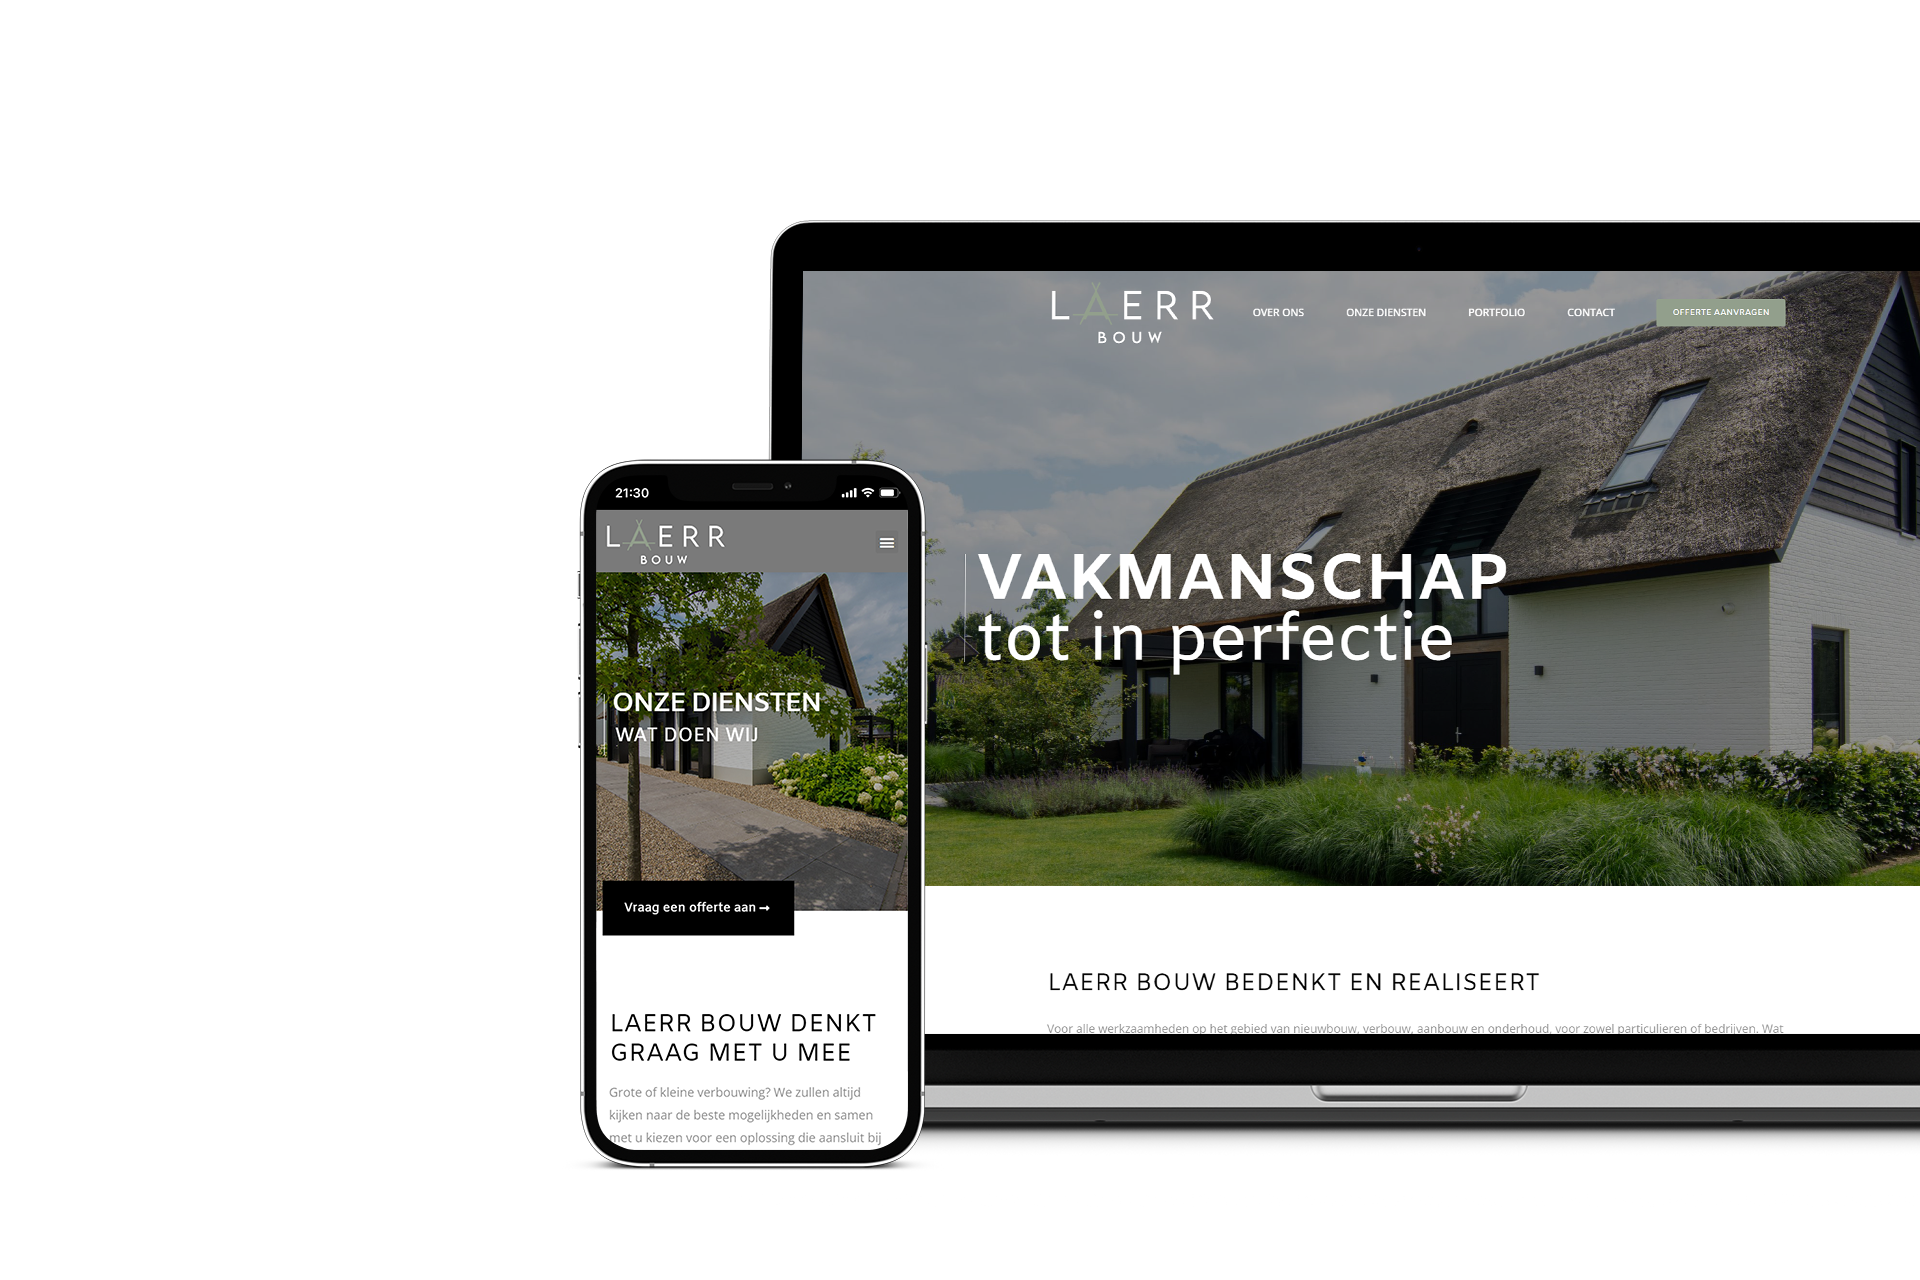 LAERR
BOUW
OVER ONS
ONZE DIENSTEN
PORTFOLIO
CONTACT
OFFERTE AANVRAGEN
VAKMANSCHAP
tot in perfectie
LAERR BOUW BEDENKT EN REALISEERT
Voor alle werkzaamheden op het gebied van nieuwbouw, verbouw, aanbouw en onderhoud, voor zowel particulieren of bedrijven. Wat
21:30
LAERR
BOUW
ONZE DIENSTEN
WAT DOEN WIJ
Vraag een offerte aan ➞
LAERR BOUW DENKT
GRAAG MET U MEE
Grote of kleine verbouwing? We zullen altijd
kijken naar de beste mogelijkheden en samen
met u kiezen voor een oplossing die aansluit bij